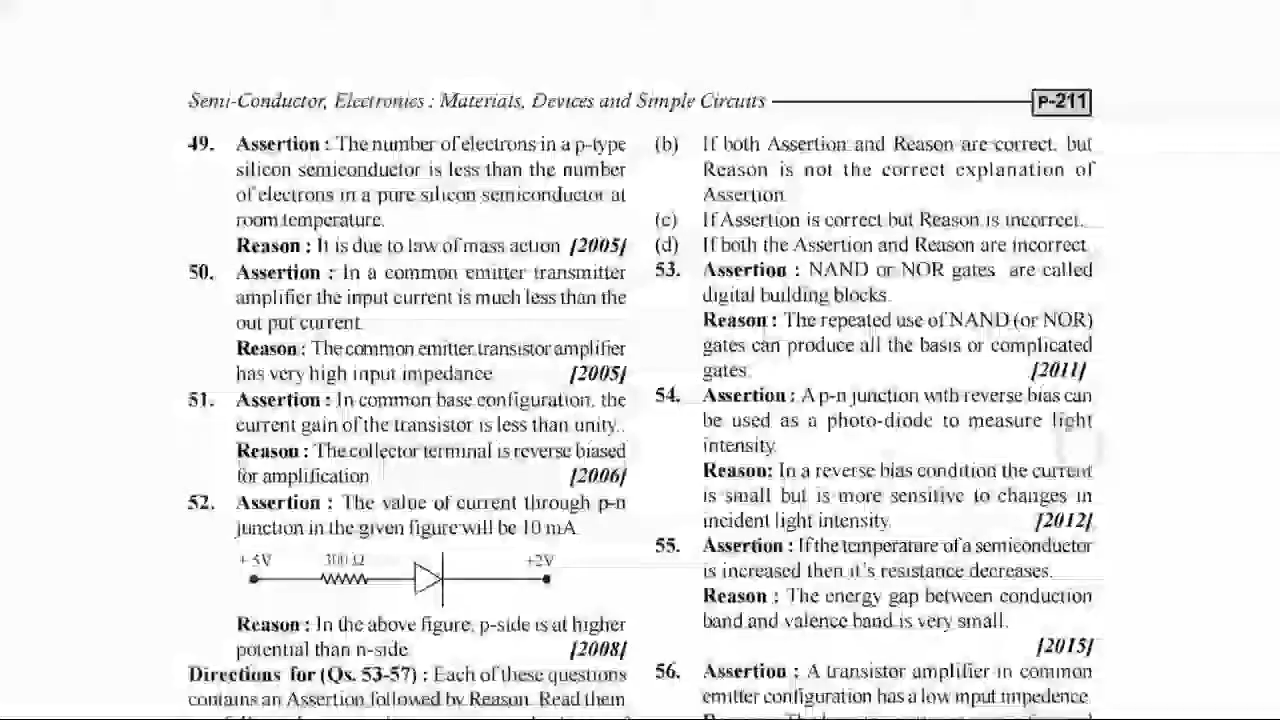 Semi-Conductor, Electronics : Materials, Devices and Simple Circuits
P-211
49. Assertion : The number of electrons in a p-type
silicon semiconductor is less than the number
of electrons in a pure silicon semiconductor at
room temperature.
Reason : It is due to law of mass action [2005]
50. Assertion : In a common emitter transmitter
amplifier the input current is much less than the
out put current.
Reason : The common emitter transistor amplifier
has very high input impedance [2005]
51. Assertion : In common base configuration, the
current gain of the transistor is less than unity..
Reason : The collector terminal is reverse biased
for amplification [2006]
52. Assertion : The value of current through p-n
junction in the given figure will be 10 mA.
+ 5V 300 Ω +2V
Reason : In the above figure, p-side is at higher
potential than n-side. [2008]
Directions for (Qs. 53-57) : Each of these questions
contains an Assertion followed by Reason. Read them
(b) If both Assertion and Reason are correct, but
Reason is not the correct explanation of
Assertion.
(c) If Assertion is correct but Reason is incorrect.
(d) If both the Assertion and Reason are incorrect.
53. Assertion : NAND or NOR gates are called
digital building blocks.
Reason : The repeated use of NAND (or NOR)
gates can produce all the basis or complicated
gates. [2011]
54. Assertion : A p-n junction with reverse bias can
be used as a photo-diode to measure light
intensity.
Reason: In a reverse bias condition the current
is small but is more sensitive to changes in
incident light intensity. [2012]
55. Assertion : If the temperature of a semiconductor
is increased then it's resistance decreases.
Reason : The energy gap between conduction
band and valence band is very small.
[2015]
56. Assertion : A transistor amplifier in common
emitter configuration has a low input impedence.